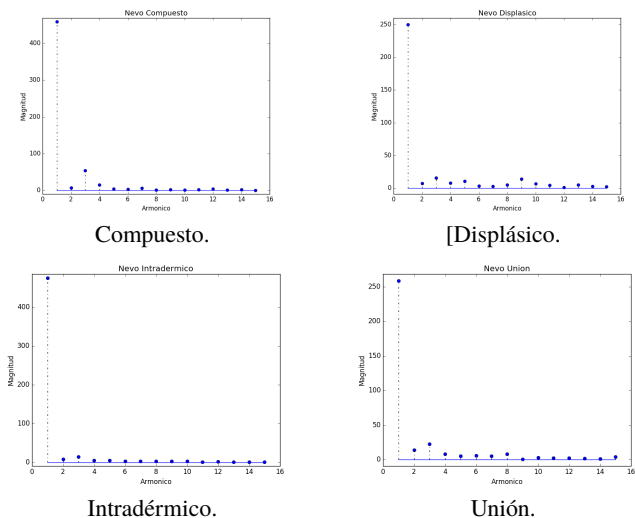 Nevo Compuesto
400
300
200
100
0
Magnitud
0 2 4 6 8 10 12 14 16
Armonico
Compuesto.
Nevo Displasico
250
200
150
100
50
0
Magnitud
0 2 4 6 8 10 12 14 16
Armonico
[Displásico.
Nevo Intradermico
400
300
200
100
0
Magnitud
0 2 4 6 8 10 12 14 16
Armonico
Intradérmico.
Nevo Union
250
200
150
100
50
0
Magnitud
0 2 4 6 8 10 12 14 16
Armonico
Unión.